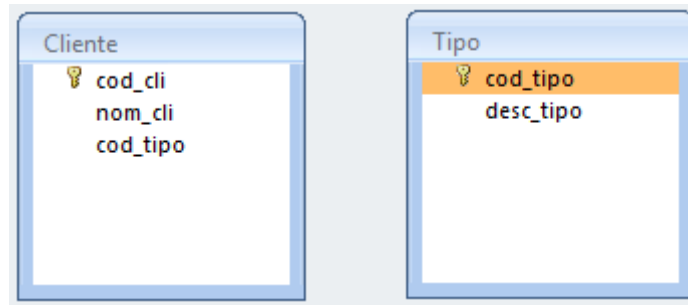 Cliente
cod_cli
nom_cli
cod_tipo
Tipo
cod_tipo
desc_tipo